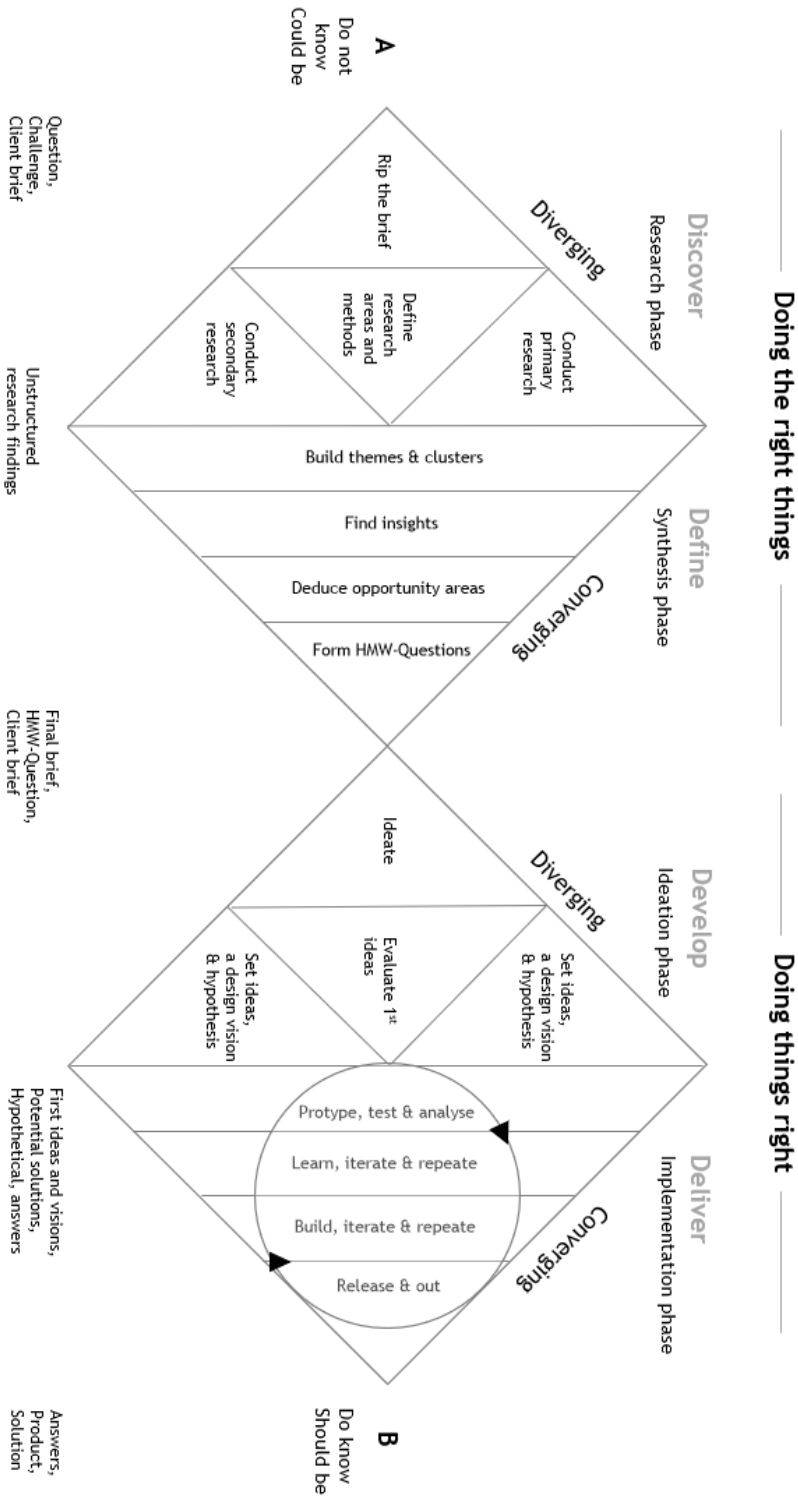 Doing the right things
Doing things right
Discover
Research phase
Define
Synthesis phase
Develop
Ideation phase
Deliver
Implementation phase
Diverging
Converging
Diverging
Converging
A
Do not
know
Could be
Rip the brief
Conduct
primary
research
Define
research
areas and
methods
Conduct
secondary
research
Build themes & clusters
Find insights
Deduce opportunity areas
Form HMW-Questions
Ideate
Set ideas,
a design vision
& hypothesis
Evaluate 1st
ideas
Set ideas,
a design vision
& hypothesis
Protype, test & analyse
Learn, iterate & repeate
Build, iterate & repeate
Release & out
B
Do know
Should be
Question,
Challenge,
Client brief
Unstructured
research findings
Final brief,
HMW-Question,
Client brief
First ideas and visions,
Potential solutions,
Hypothetical, answers
Answers,
Product,
Solution